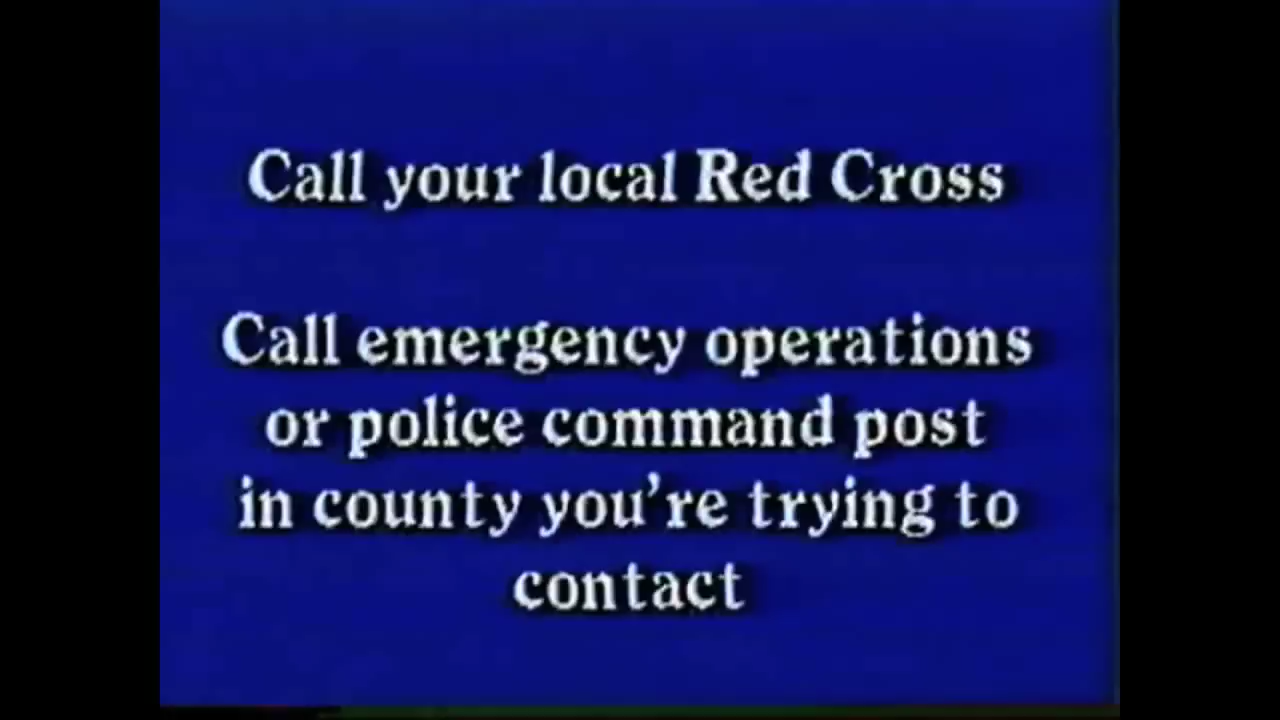 Call your local Red Cross
Call emergency operations
or police command post
in county you're trying to
contact